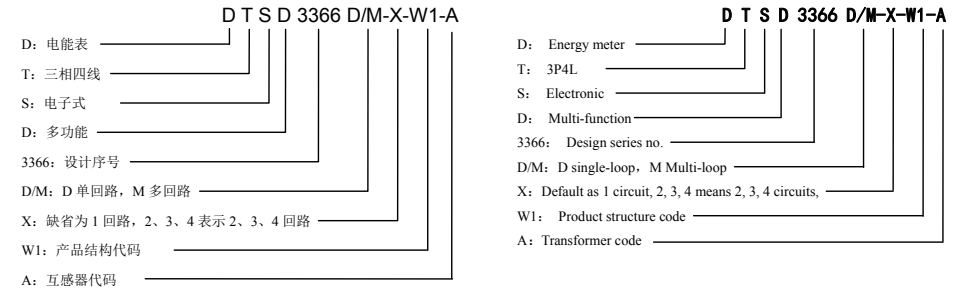 D T S D 3366 D/M-X-W1-A
D：电能表
T：三相四线
S：电子式
D：多功能
3366：设计序号
D/M：D 单回路，M 多回路
X：缺省为 1 回路，2、3、4 表示 2、3、4 回路
W1：产品结构代码
A：互感器代码
D T S D 3366 D/M-X-W1-A
D： Energy meter
T： 3P4L
S： Electronic
D： Multi-function
3366： Design series no.
D/M：D single-loop，M Multi-loop
X：Default as 1 circuit, 2, 3, 4 means 2, 3, 4 circuits,
W1： Product structure code
A：Transformer code